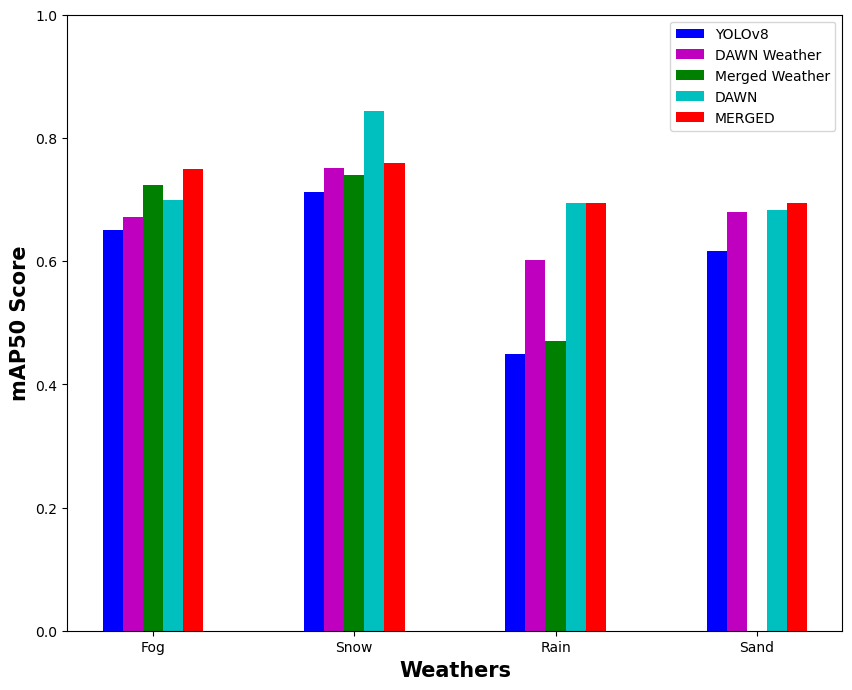 1.0
0.8
0.6
0.4
0.2
0.0
mAP50 Score
YOLOv8
DAWN Weather
Merged Weather
DAWN
MERGED
Fog
Snow
Rain
Sand
Weathers